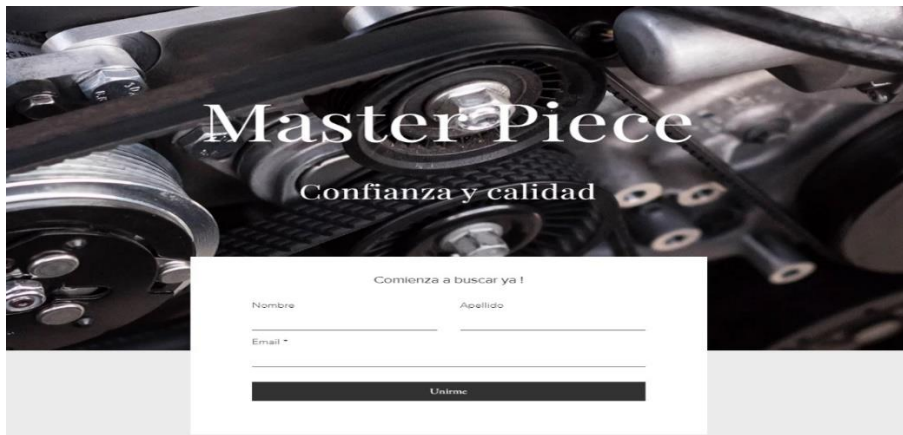 Master Piece
Confianza y calidad
Comienza a buscar ya !
Nombre Apellido
Email *
Unirme